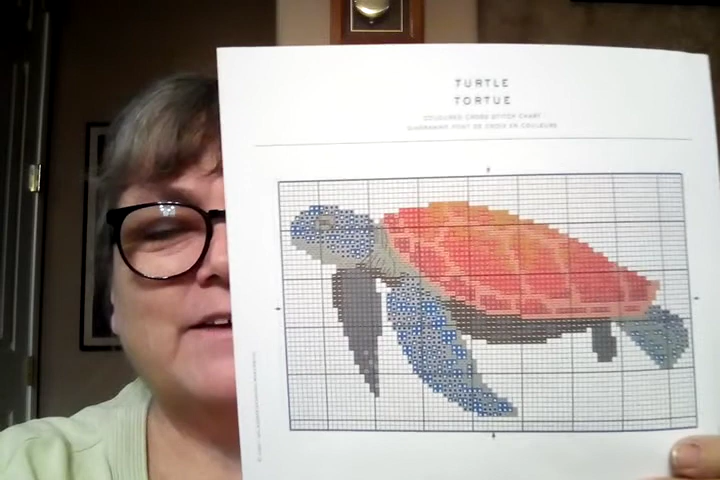 TURTLE
TORTUE
COLOURED CROSS STITCH CHART
DIAGRAMME POINT DE CROIX EN COULEURS